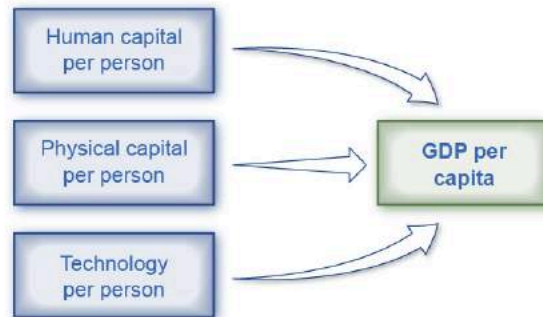 Human capital
per person
Physical capital
per person
GDP per
capita
Technology
per person